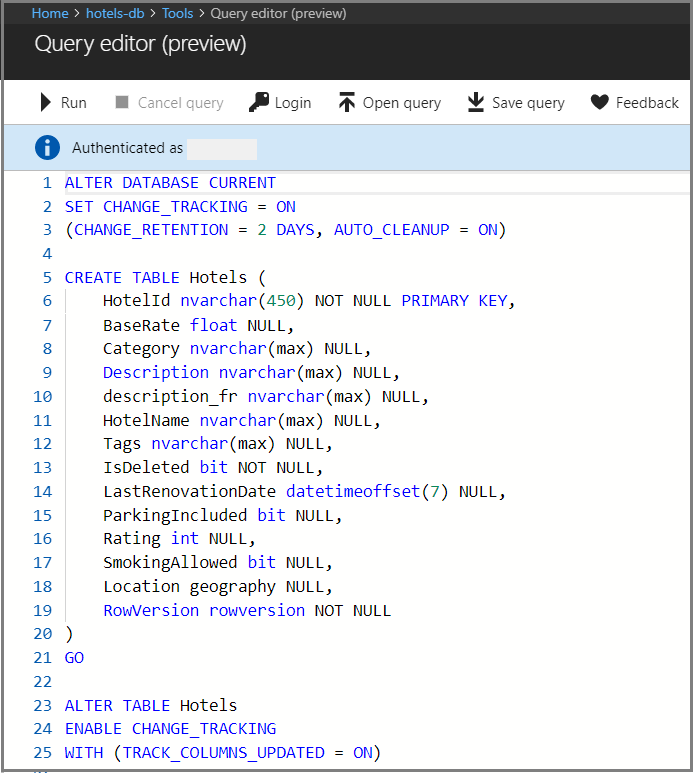 Home > hotels-db > Tools > Query editor (preview)
Query editor (preview)
Run Cancel query Login Open query Save query Feedback
Authenticated as
1 ALTER DATABASE CURRENT
2 SET CHANGE_TRACKING = ON
3 (CHANGE_RETENTION = 2 DAYS, AUTO_CLEANUP = ON)
4
5 CREATE TABLE Hotels (
6 HotelId nvarchar(450) NOT NULL PRIMARY KEY,
7 BaseRate float NULL,
8 Category nvarchar(max) NULL,
9 Description nvarchar(max) NULL,
10 description_fr nvarchar(max) NULL,
11 HotelName nvarchar(max) NULL,
12 Tags nvarchar(max) NULL,
13 IsDeleted bit NOT NULL,
14 LastRenovationDate datetimeoffset(7) NULL,
15 ParkingIncluded bit NULL,
16 Rating int NULL,
17 SmokingAllowed bit NULL,
18 Location geography NULL,
19 RowVersion rowversion NOT NULL
20 )
21 GO
22
23 ALTER TABLE Hotels
24 ENABLE CHANGE_TRACKING
25 WITH (TRACK_COLUMNS_UPDATED = ON)